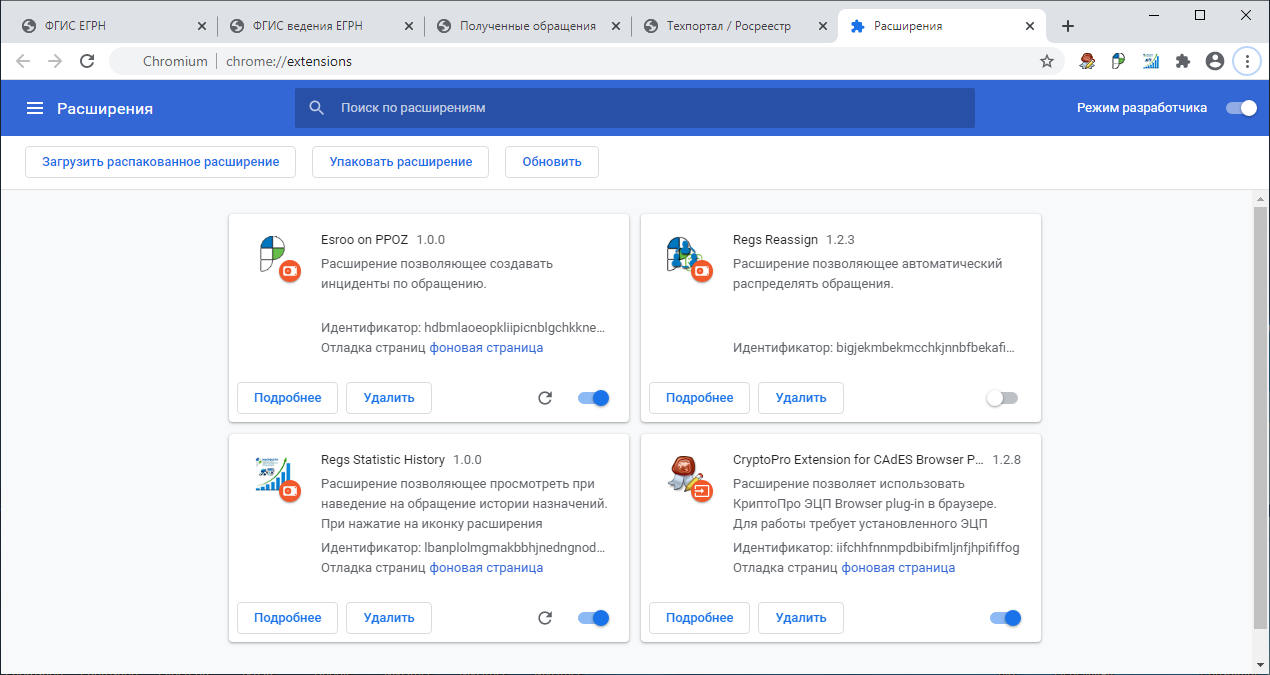 ФГИС ЕГРН
ФГИС ведения ЕГРН
Полученные обращения
Техпортал / Росреестр
Расширения
Chromium
chrome://extensions
Расширения
Поиск по расширениям
Режим разработчика
Загрузить распакованное расширение
Упаковать расширение
Обновить
Esroo on PPOZ 1.0.0
Расширение позволяющее создавать
инциденты по обращению.
Идентификатор: hdbmlaoeopkliipicnblgchkkne...
Отладка страниц фоновая страница
Подробнее
Удалить
Regs Reassign 1.2.3
Расширение позволяющее автоматический
распределять обращения.
Идентификатор: bigjekmbekmcchkjnnbfbekafi...
Подробнее
Удалить
Regs Statistic History 1.0.0
Расширение позволяющее просмотреть при
наведение на обращение истории назначений.
При нажатие на иконку расширения
Идентификатор: lbanplolmgmakbbhjnedngnod...
Отладка страниц фоновая страница
Подробнее
Удалить
CryptoPro Extension for CAdES Browser P... 1.2.8
Расширение позволяет использовать
КриптоПро ЭЦП Browser plug-in в браузере.
Для работы требует установленного ЭЦП
Идентификатор: iifchhfnnmpdbibifmljnfjhpififfog
Отладка страниц фоновая страница
Подробнее
Удалить